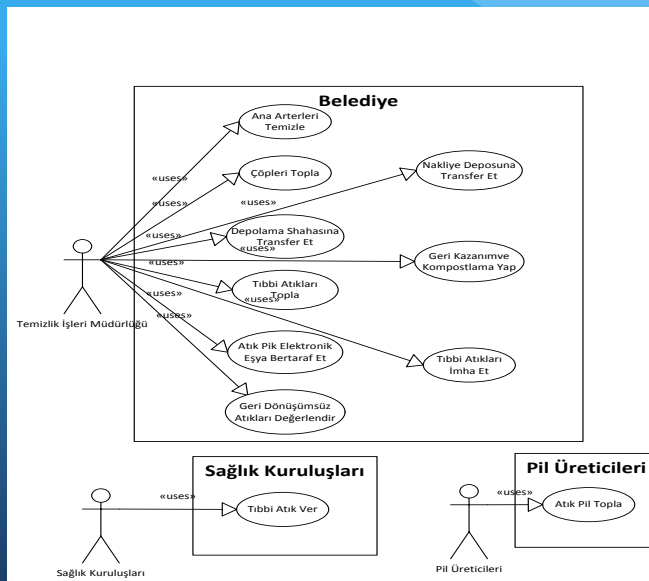 Belediye
Ana Arterleri
Temizle
Çöpleri Topla
Nakliye Deposuna
Transfer Et
«uses»
«uses»
«uses»
Depolama Shahasına
Transfer Et
«uses»
«uses»
Geri Kazanımve
Kompostlama Yap
«uses»
Tıbbi Atıkları
Topla
«uses»
«uses»
«uses»
Temizlik İşleri Müdürlüğü
Atık Pik Elektronik
Eşya Bertaraf Et
Tıbbi Atıkları
İmha Et
Geri Dönüşümsüz
Atıkları Değerlendir
Sağlık Kuruluşları
«uses»
Tıbbi Atık Ver
Sağlık Kuruluşları
Pil Üreticileri
«uses»
Atık Pil Topla
Pil Üreticileri